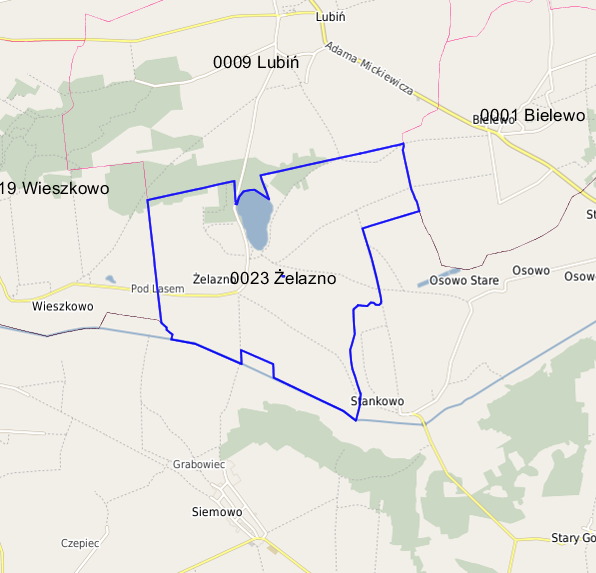 Lubiń
Adama Mickiewicza
0009 Lubiń
0001 Bielewo
Bielewo
19 Wieszkowo
St
Żelazno
0023 Żelazno
Osowo
Osowo Stare
Osow
Pod Lasem
Wieszkowo
Stankowo
Grabowiec
Siemowo
Stary Go
Czepiec